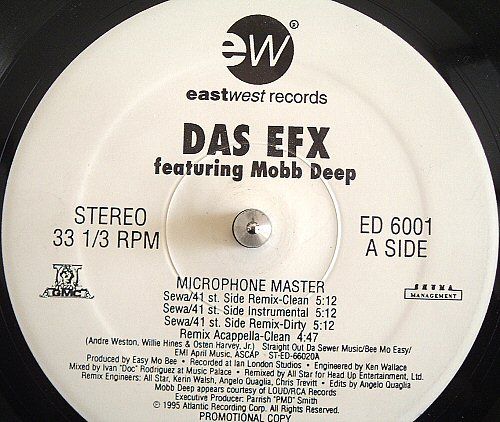 ew
eastwest records
DAS EFX
featuring Mobb Deep
STEREO
33 1/3 RPM
ED 6001
A SIDE
GMC
MANAGEMENT
MICROPHONE MASTER
Sewa/41 st. Side Remix-Clean 5:12
Sewa/41 st. Side Instrumental 5:12
Sewa/41 st. Side Remix-Dirty 5:12
Remix Acappella-Clean 4:47
(Andre Weston, Willie Hines & Osten Harvey, Jr.) Straight Out Da Sewer Music/Bee Mo Easy/
EMI April Music, ASCAP · ST-ED-66020A
Produced by Easy Mo Bee • Recorded at Ian London Studios • Engineered by Ken Wallace
Mixed by Ivan "Doc" Rodriguez at Music Palace • Remixed by All Star for Head Up Entertainment, Ltd.
Remix Engineers: All Star, Kerin Walsh, Angelo Quaglia, Chris Trevitt • Edits by Angelo Quaglia
Mobb Deep appears courtesy of LOUD/RCA Records
Executive Producer: Parrish "PMD" Smith
© 1995 Atlantic Recording Corp. All Rights Reserved.
PROMOTIONAL COPY